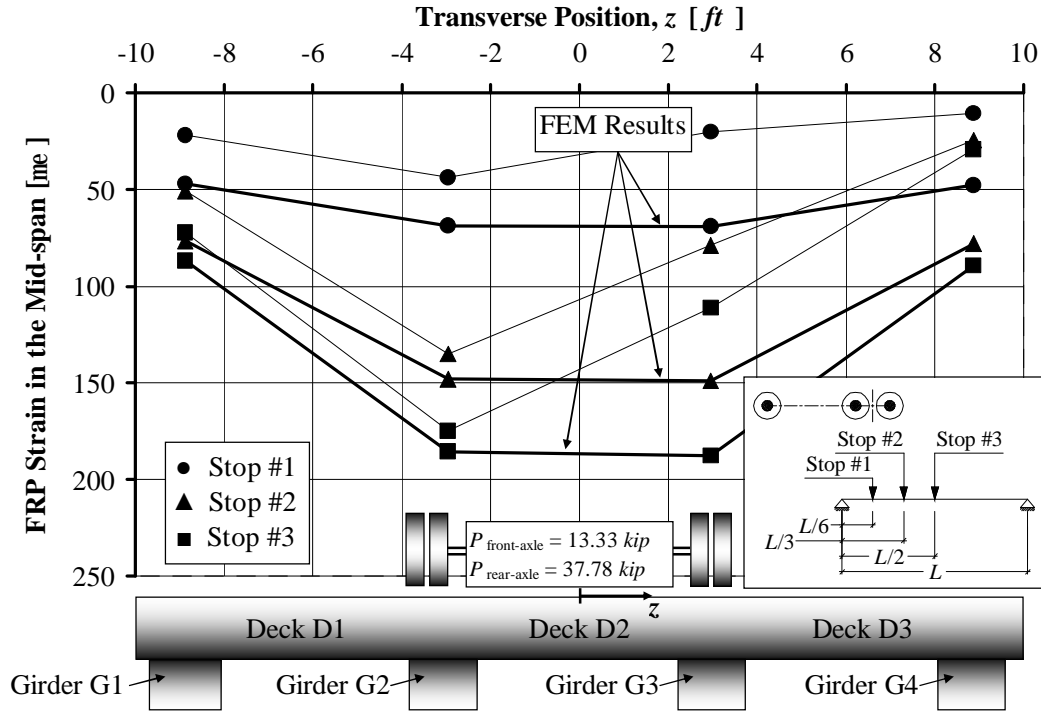 Transverse Position, z [ft]
-10 -8 -6 -4 -2 0 2 4 6 8 10
FRP Strain in the Mid-span [me]
0
50
100
150
200
250
FEM Results
Stop #1
Stop #2
Stop #3
Stop #2
Stop #3
Stop #1
L/6
L/3
L/2
L
P front-axle = 13.33 kip
P rear-axle = 37.78 kip
z
Deck D1
Deck D2
Deck D3
Girder G1
Girder G2
Girder G3
Girder G4